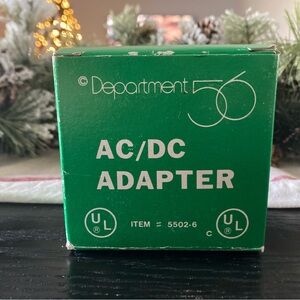 © Department 56
AC/DC
ADAPTER
UL
®
ITEM # 5502-6
C
UL
®